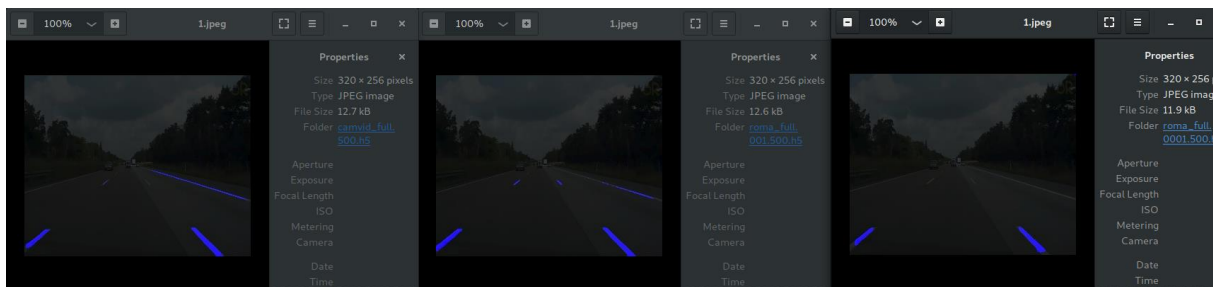 100%
1.jpeg
Properties
Size 320 × 256 pixels
Type JPEG image
File Size 12.7 kB
Folder camvid_full.
500.h5
Aperture
Exposure
Focal Length
ISO
Metering
Camera
Date
Time
100%
1.jpeg
Properties
Size 320 × 256 pixels
Type JPEG image
File Size 12.6 kB
Folder roma_full.
001.500.h5
Aperture
Exposure
Focal Length
ISO
Metering
Camera
Date
Time
100%
1.jpeg
Properties
Size 320 × 256
Type JPEG imag
File Size 11.9 kB
Folder roma_full.
0001.500.h
Aperture
Exposure
Focal Length
ISO
Metering
Camera
Date
Time